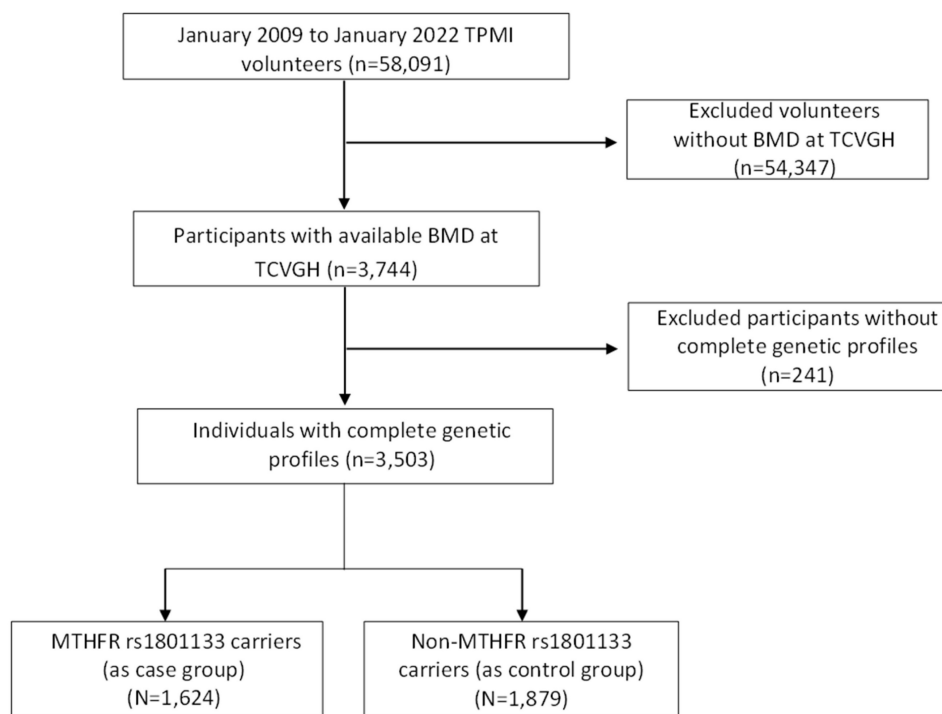 January 2009 to January 2022 TPMI
volunteers (n=58,091)
Excluded volunteers
without BMD at TCVGH
(n=54,347)
Participants with available BMD at
TCVGH (n=3,744)
Excluded participants without
complete genetic profiles
(n=241)
Individuals with complete genetic
profiles (n=3,503)
MTHFR rs1801133 carriers
(as case group)
(N=1,624)
Non-MTHFR rs1801133
carriers (as control group)
(N=1,879)